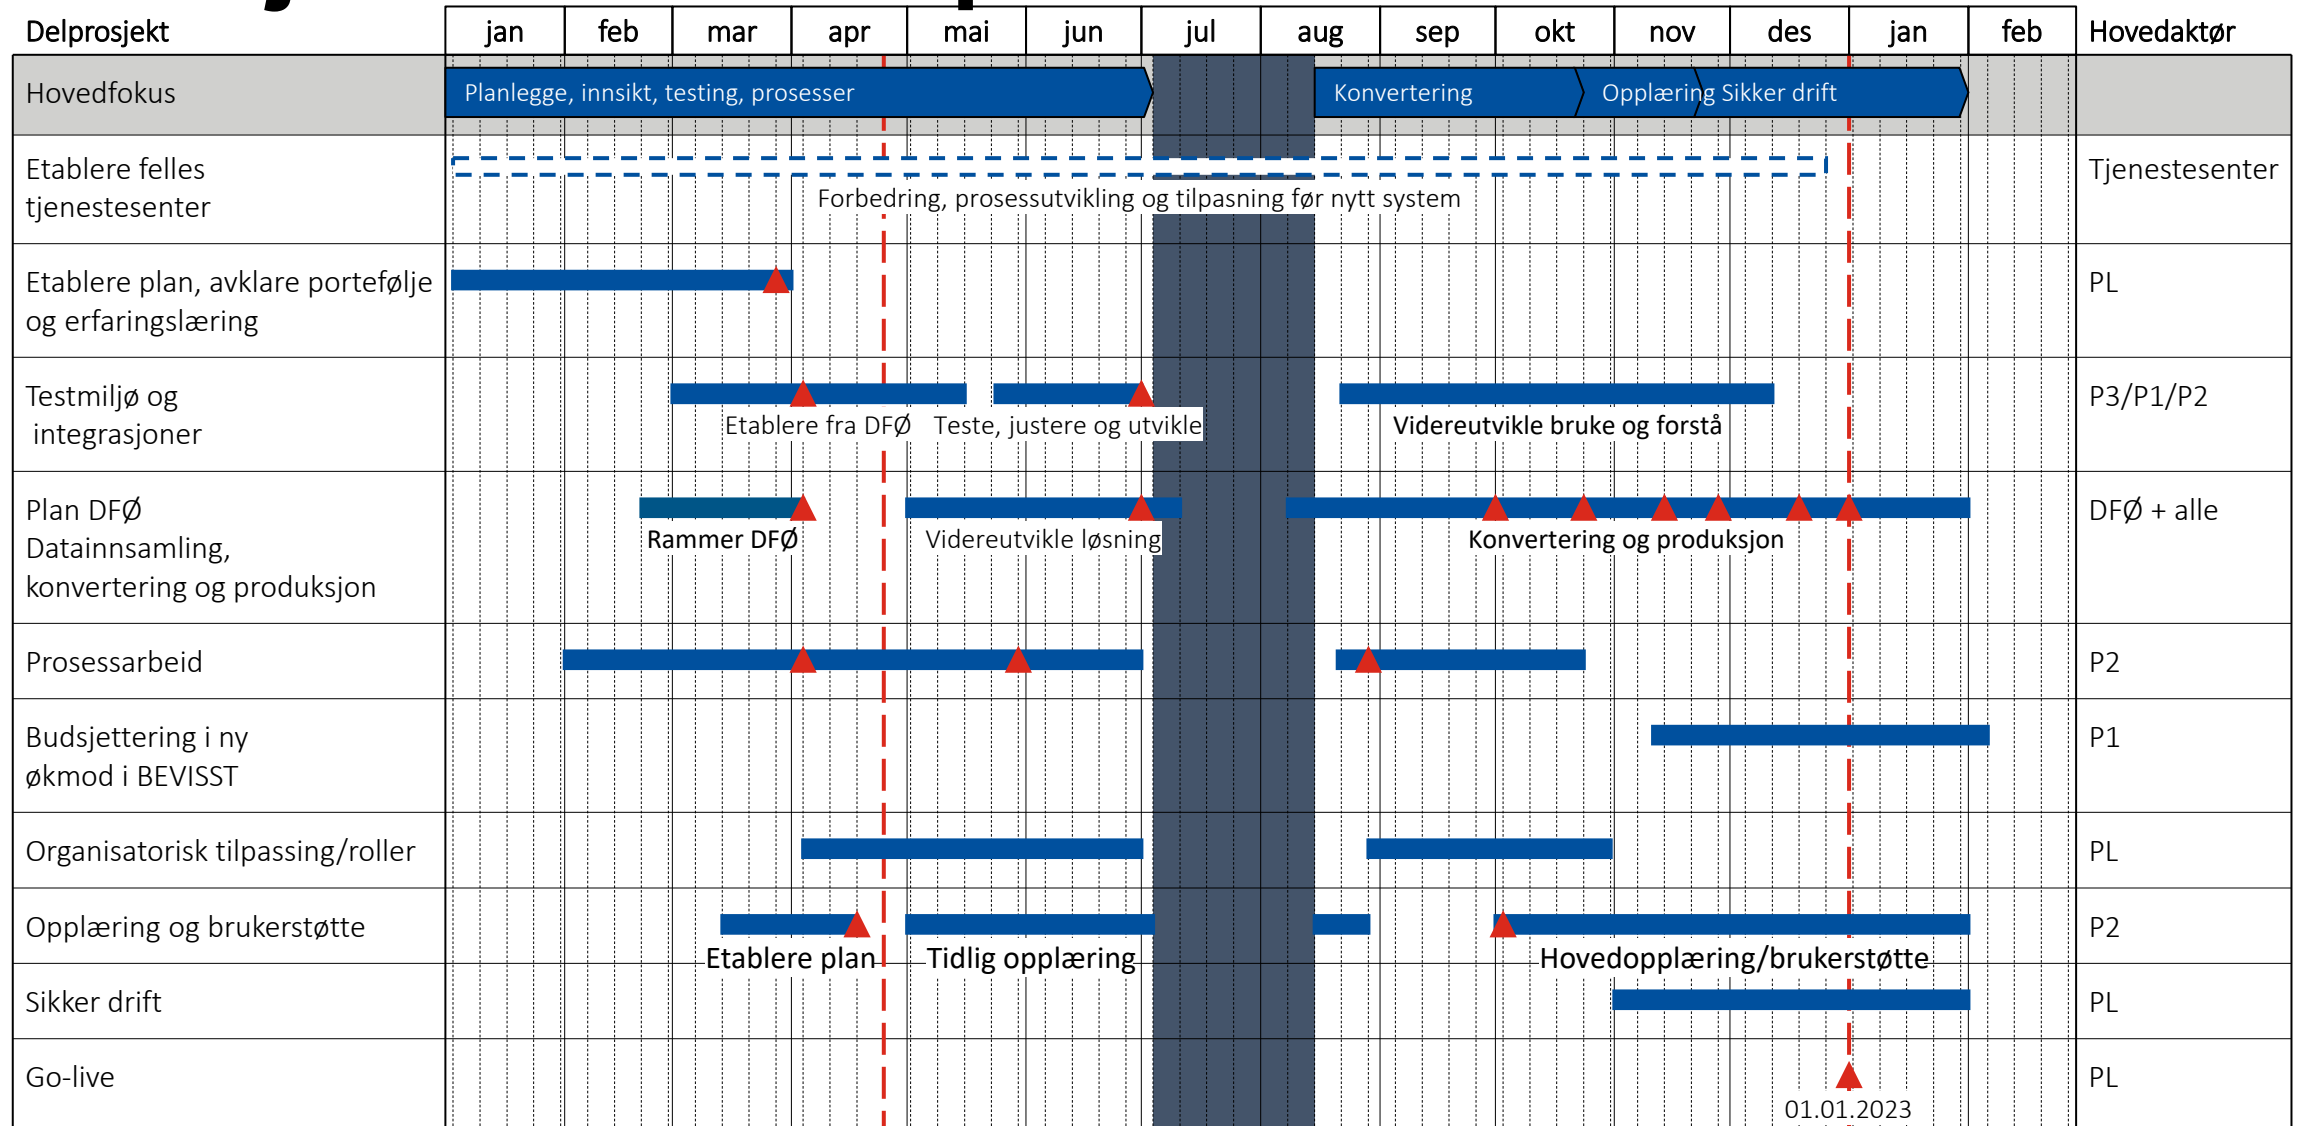 Delprosjekt jan feb mar apr mai jun jul aug sep okt nov des jan feb Hovedaktør
Hovedfokus Planlegge, innsikt, testing, prosesser Konvertering Opplæring Sikker drift
Etablere felles Tjenestesenter
tjenestesenter Forbedring, prosessutvikling og tilpasning før nytt system
Etablere plan, avklare portefølje PL
og erfaringslæring
Testmiljø og P3/P1/P2
integrasjoner Etablere fra DFØ Teste, justere og utvikle Videreutvikle bruke og forstå
Plan DFØ DFØ + alle
Datainnsamling, Rammer DFØ Videreutvikle løsning Konvertering og produksjon
konvertering og produksjon
Prosessarbeid P2
Budsjettering i ny P1
økmod i BEVISST
Organisatorisk tilpassing/roller PL
Opplæring og brukerstøtte P2
Etablere plan Tidlig opplæring Hovedopplæring/brukerstøtte
Sikker drift PL
Go-live PL
01.01.2023